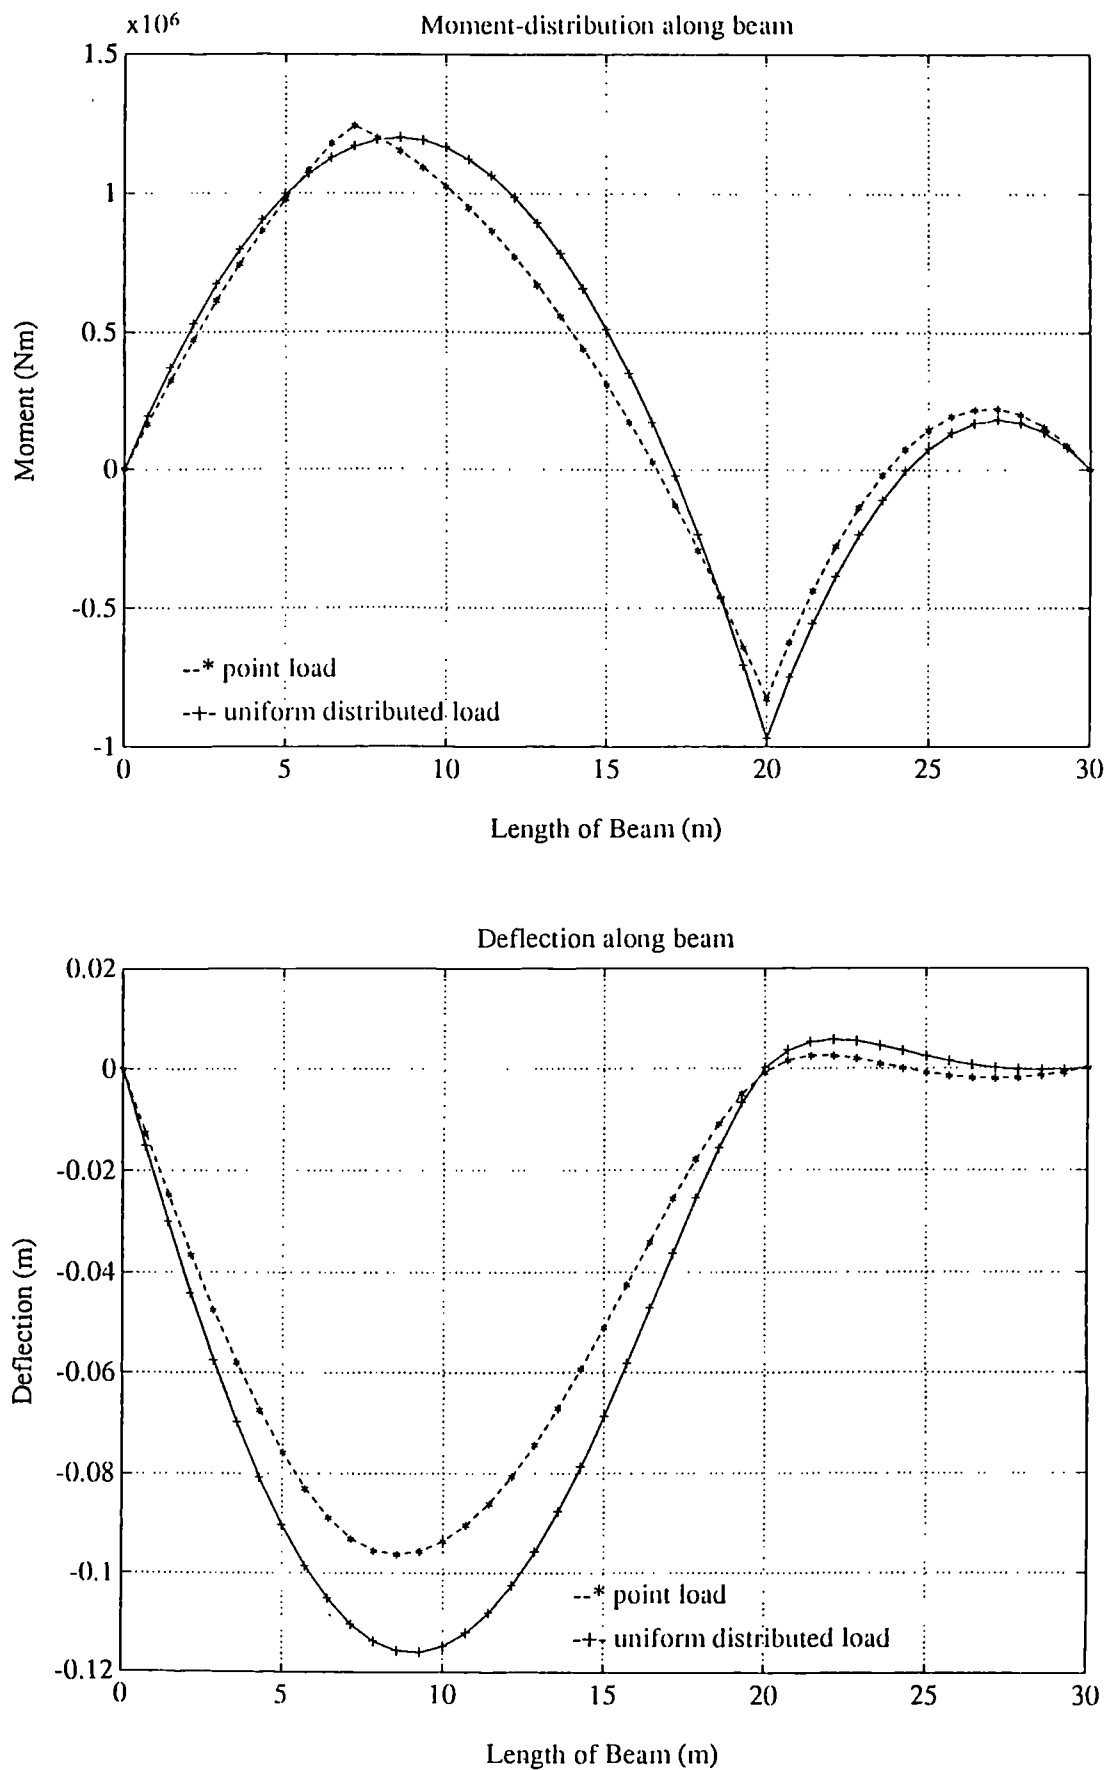 x10⁶
Moment-distribution along beam
1.5
1
0.5
0
-0.5
-1
Moment (Nm)
--* point load
-+- uniform distributed load
0 5 10 15 20 25 30
Length of Beam (m)
Deflection along beam
0.02
0
-0.02
-0.04
-0.06
-0.08
-0.1
-0.12
Deflection (m)
--* point load
-+- uniform distributed load
0 5 10 15 20 25 30
Length of Beam (m)